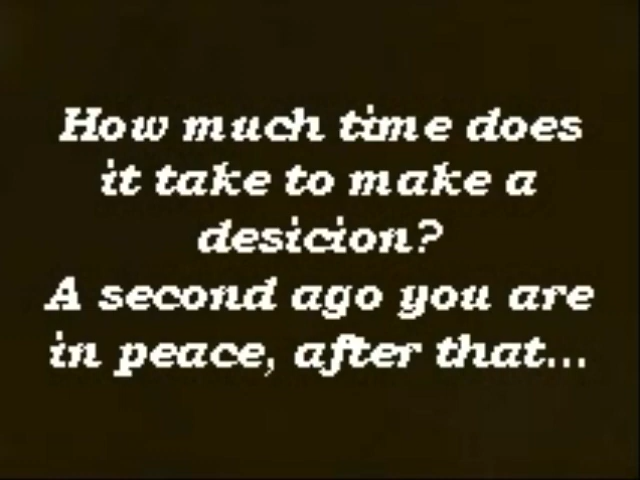 How much time does
it take to make a
desicion?
A second ago you are
in peace, after that...